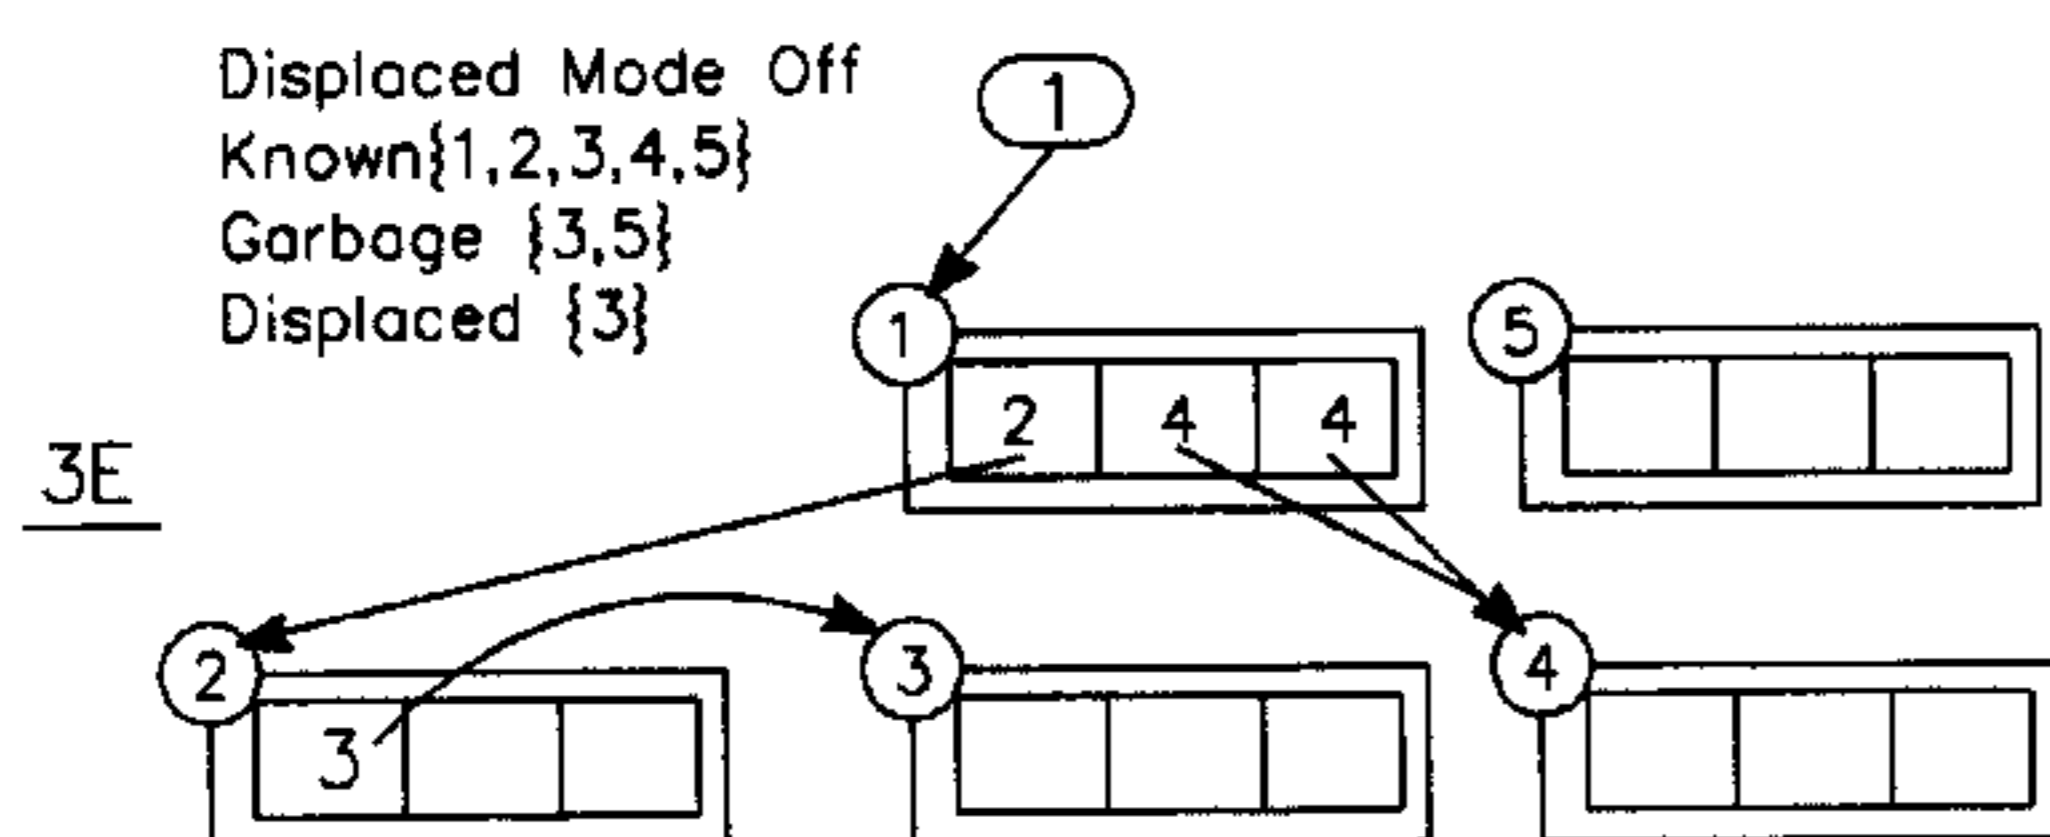 Displaced Mode Off
Known{1,2,3,4,5}
Garbage {3,5}
Displaced {3}
1
1
5
2 4 4
3E
2
3
4
3